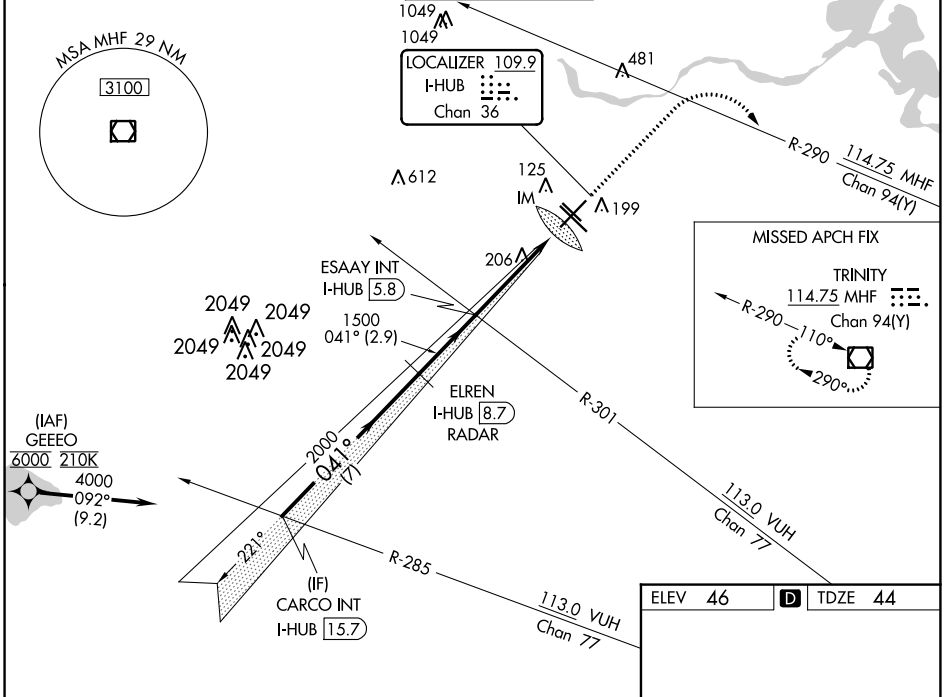 1049
1049
MSA MHF 29 NM
3100
LOCALIZER 109.9
I-HUB
Chan 36
481
R-290
114.75 MHF
Chan 94(Y)
612
125
IM
199
206
MISSED APCH FIX
TRINITY
114.75 MHF
Chan 94(Y)
R-290
110°
290°
ESAAY INT
I-HUB 5.8
1500
041° (2.9)
2049
2049
2049
2049
2049
ELREN
I-HUB 8.7
RADAR
R-301
113.0 VUH
Chan 77
(IAF)
GEEEO
6000 210K
4000
092°
(9.2)
2000
041°
(7)
221°
(IF)
CARCO INT
I-HUB 15.7
R-285
113.0 VUH
Chan 77
ELEV 46 D TDZE 44